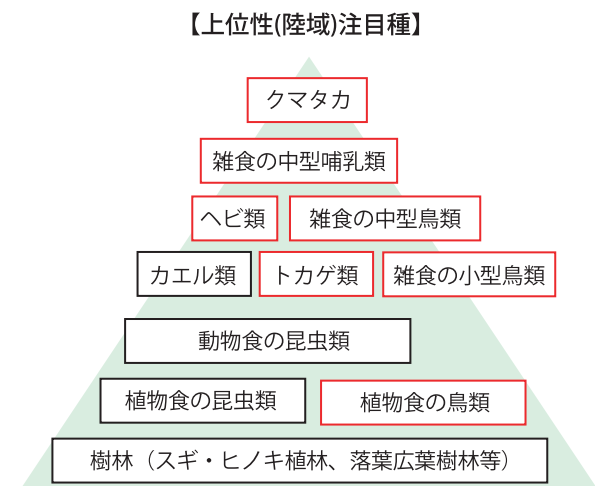 【上位性(陸域)注目種】
クマタカ
雑食の中型哺乳類
ヘビ類
雑食の中型鳥類
カエル類
トカゲ類
雑食の小型鳥類
動物食の昆虫類
植物食の昆虫類
植物食の鳥類
樹林（スギ・ヒノキ植林、落葉広葉樹林等）